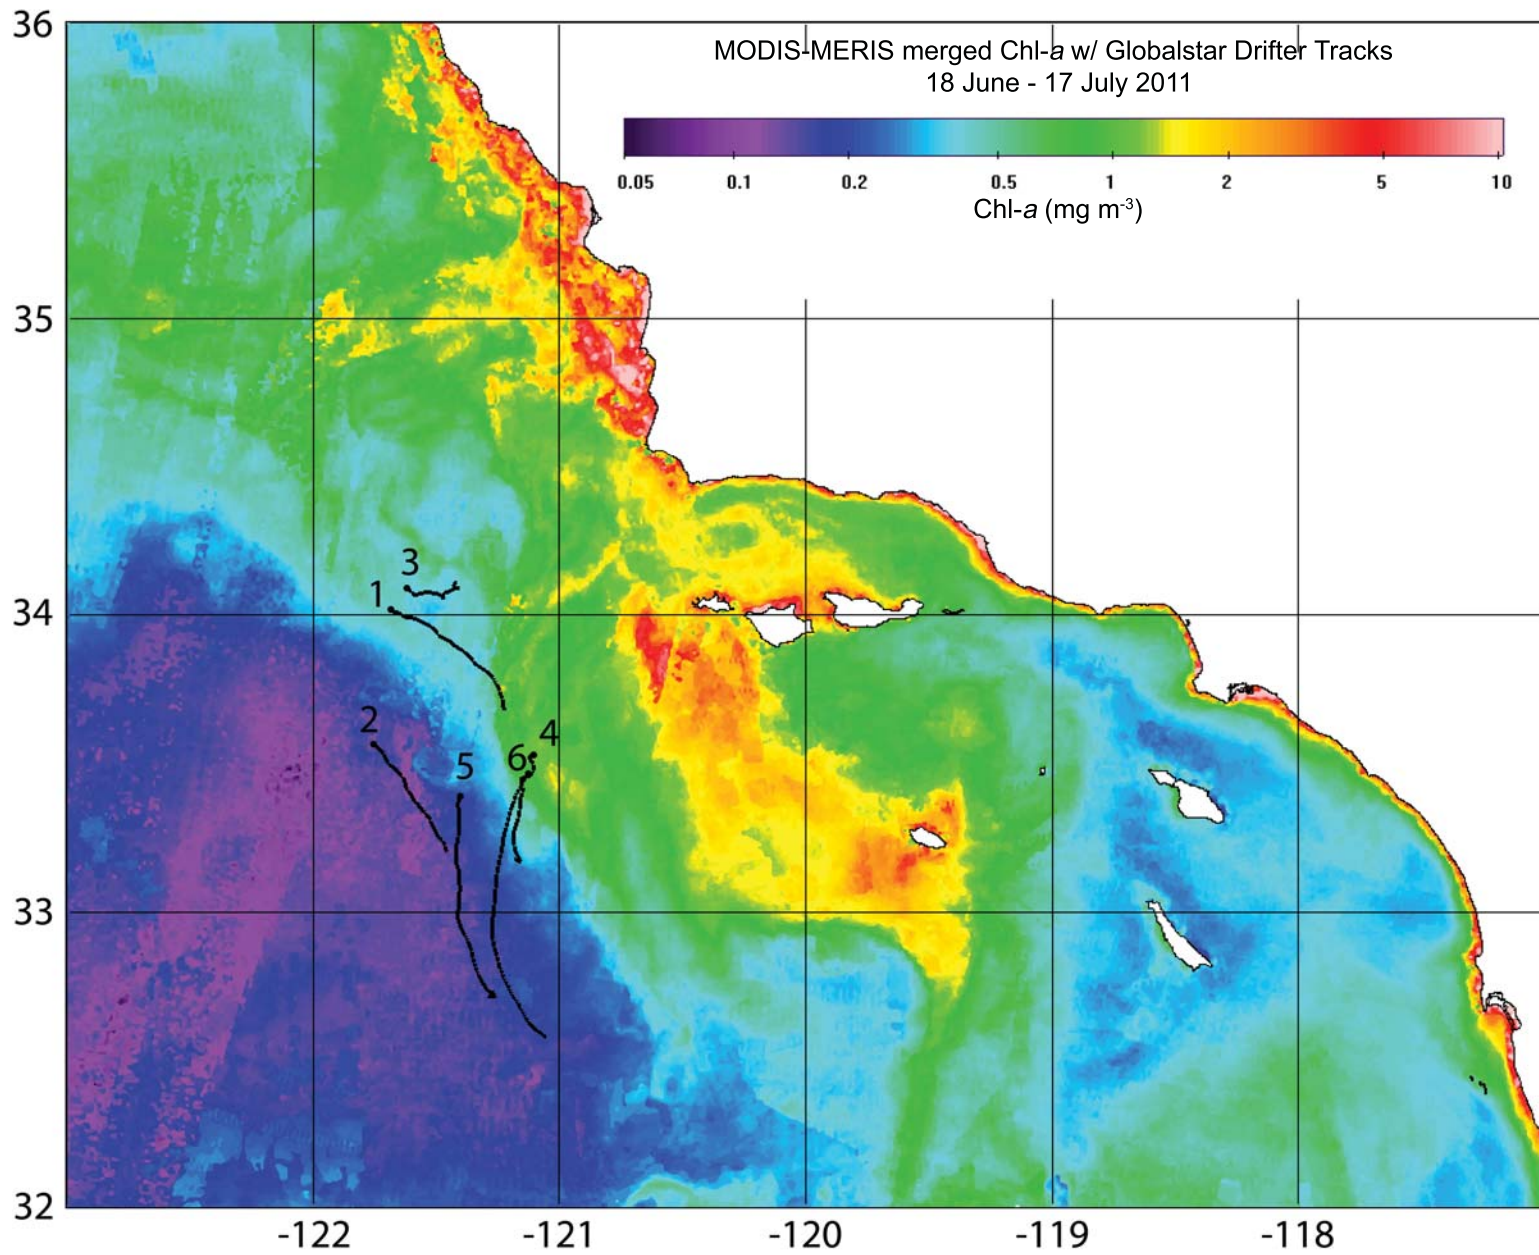 36
MODIS-MERIS merged Chl-a w/ Globalstar Drifter Tracks
18 June - 17 July 2011
0.05 0.1 0.2 0.5 1 2 5 10
Chl-a (mg m-3)
35
3
1
34
2
4
6
5
33
32
-122 -121 -120 -119 -118